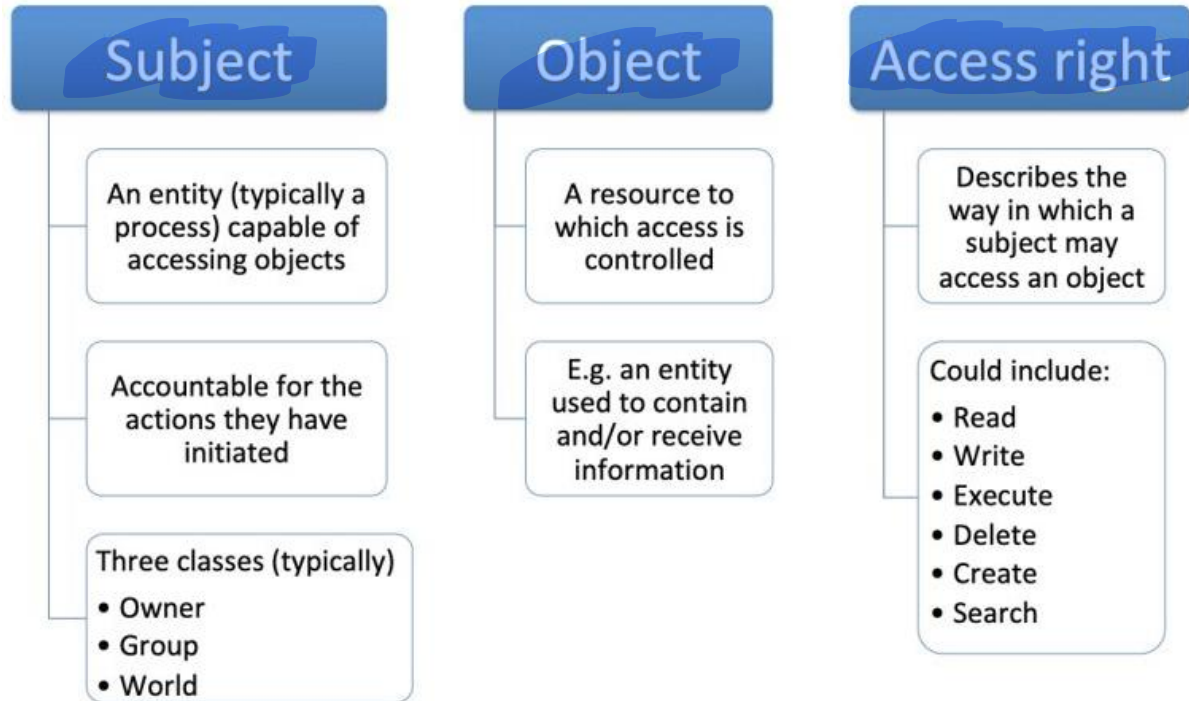 Subject
An entity (typically a
process) capable of
accessing objects
Accountable for the
actions they have
initiated
Three classes (typically)
• Owner
• Group
• World
Object
A resource to
which access is
controlled
E.g. an entity
used to contain
and/or receive
information
Access right
Describes the
way in which a
subject may
access an object
Could include:
• Read
• Write
• Execute
• Delete
• Create
• Search